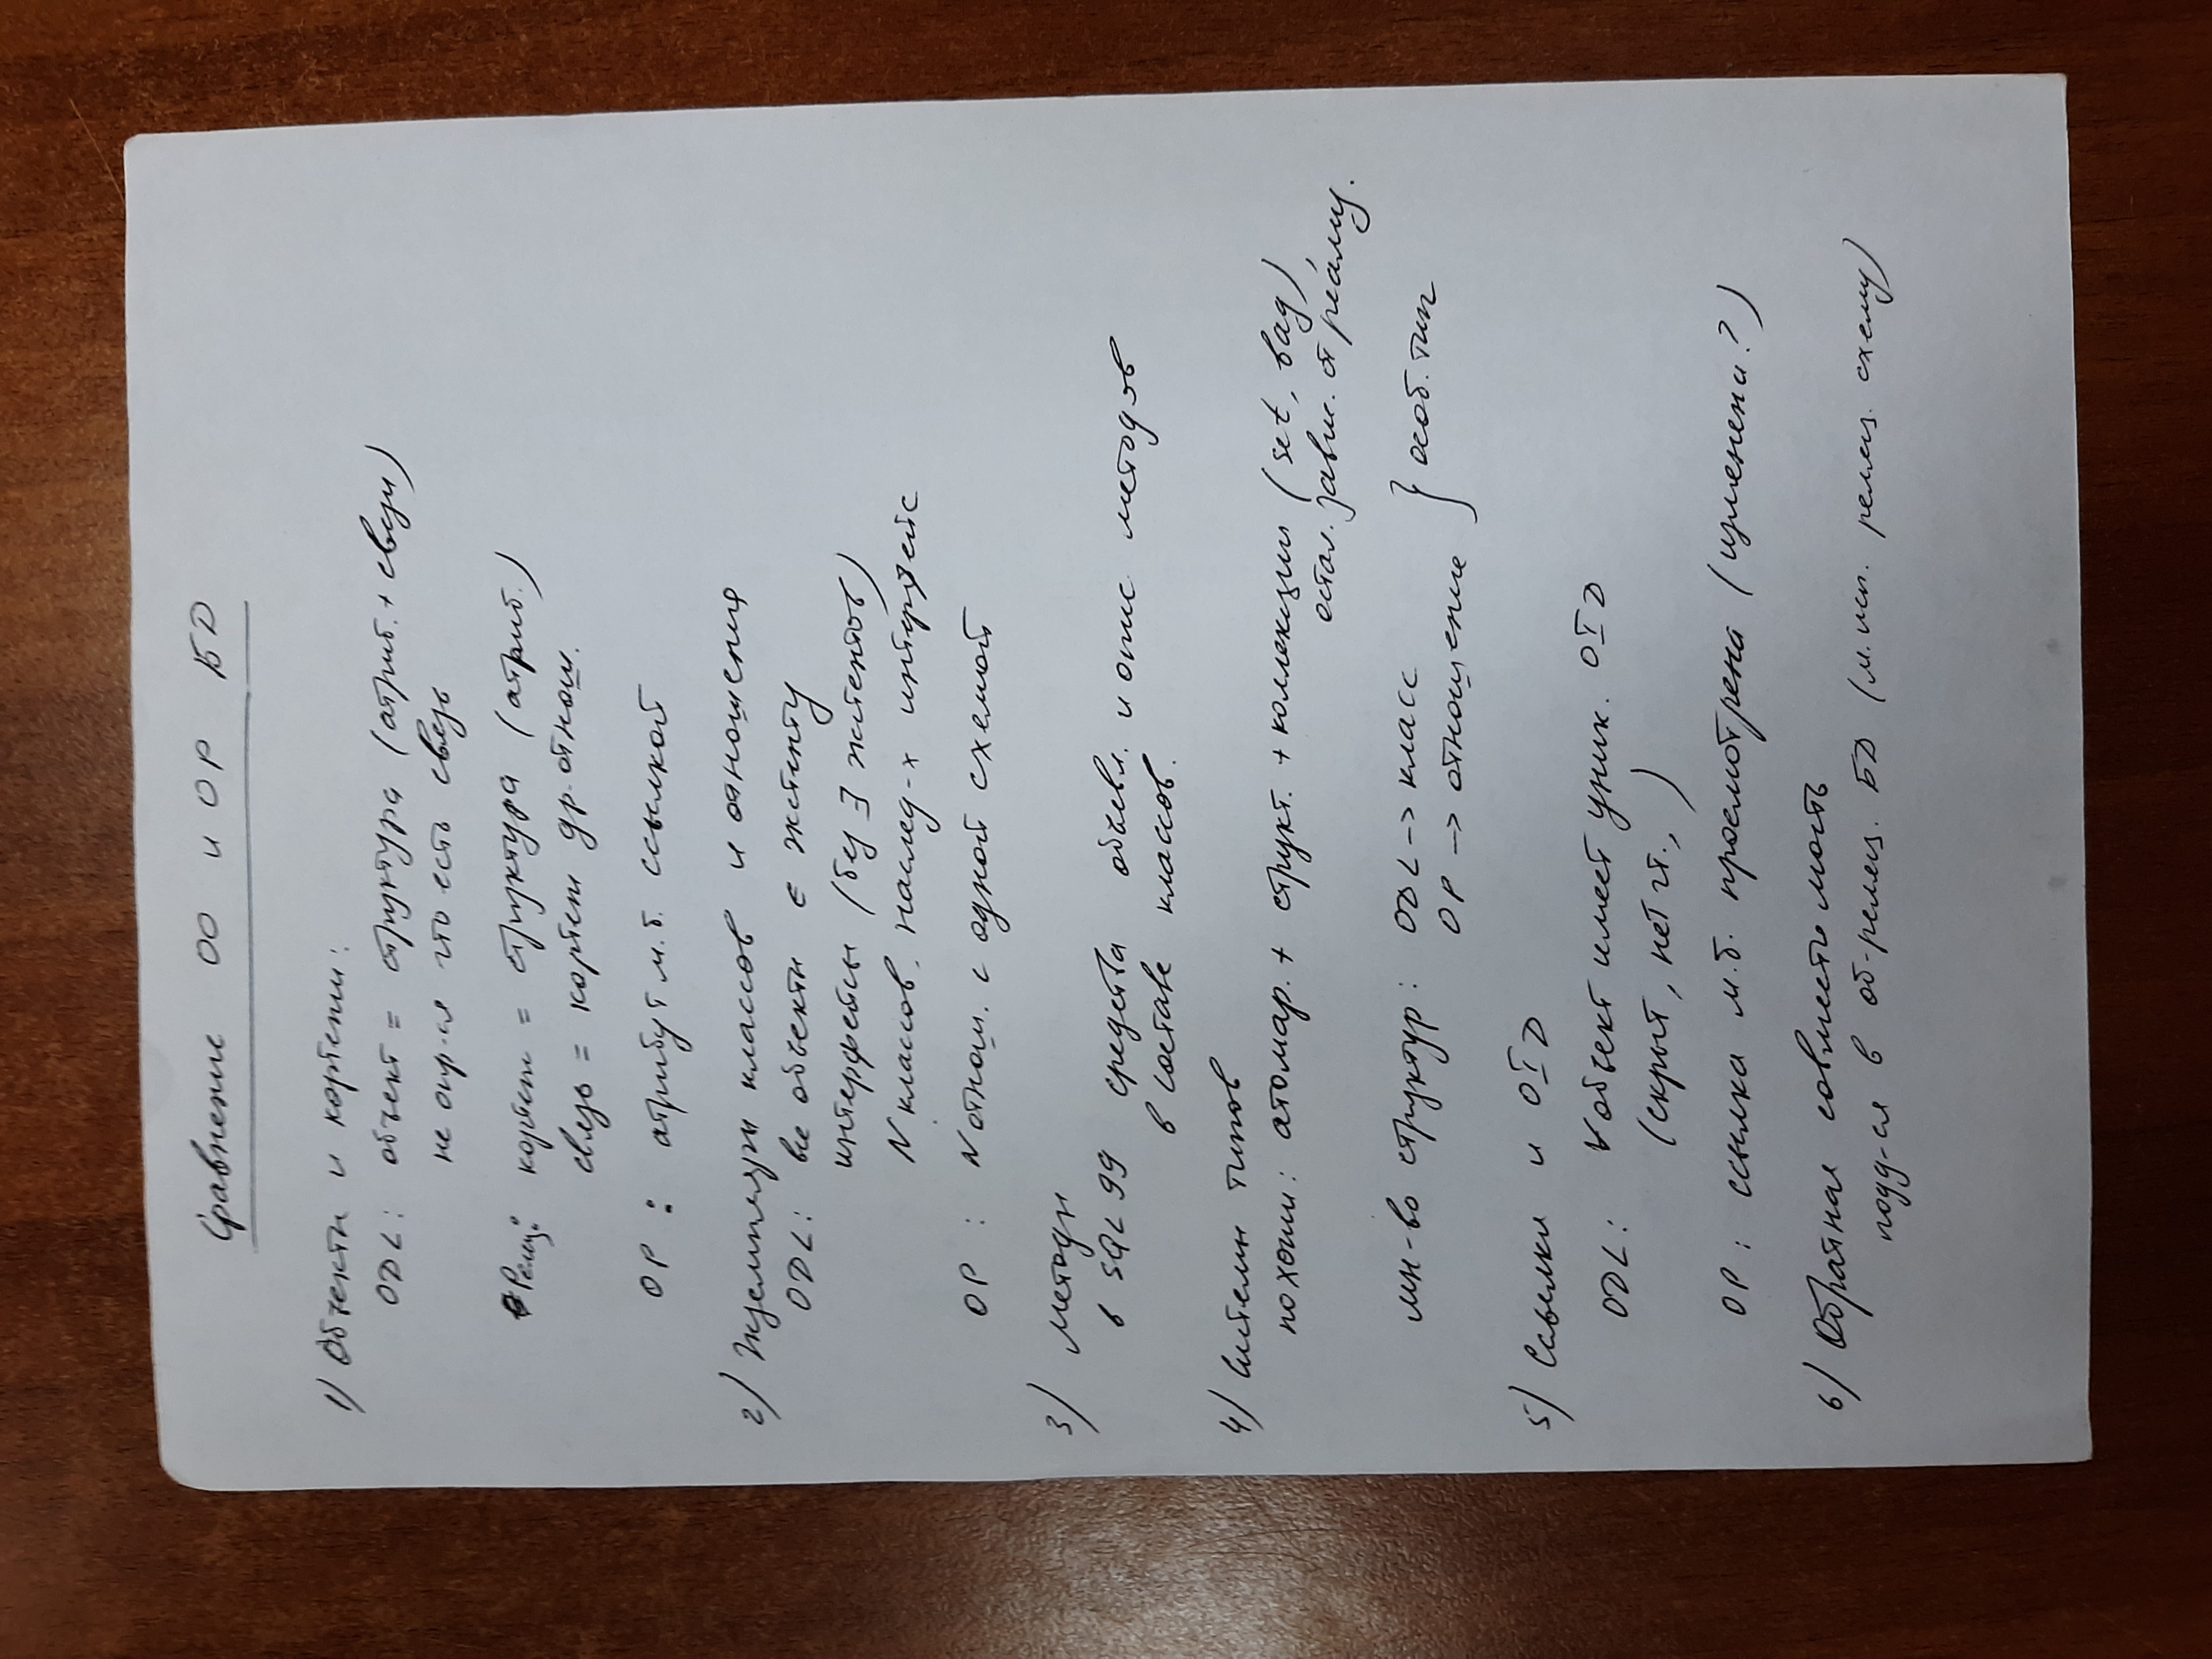 Сравнение ОО и ОР БД
1) Объекты и кортежи:
ODL: объект = структура (атриб. + связи)
не опр-ся что есть связь
Реляц: кортеж = структура (атриб.)
связь = кортеж др. отнош.
ОР : атрибут м.б. ссылкой
2) Экземпляры классов и отношения
ODL: все объекты ∈ экстенту
интерфейсы (без ∃ экстентов)
N классов, наслед-х интерфейс
ОР : N отнош. с одной схемой
3) Методы
в SQL 99 средства объявл. и опис. методов
в составе классов.
4) Системы типов
похожи: атомар. + структ. + коллекции (set, bag),
остал. завис. от реализ.
мн-во структур: ODL -> класс
ОР -> отношение } особ. тип
5) Ссылки и OID
ODL: ∀ объект имеет уник. OID
(скрыт, нет чт., )
ОР: ссылка м.б. просмотрена (изменена?)
6) Обратная совместимость
подд-ся в об-реляц. БД (м. исп. реляц. схему)